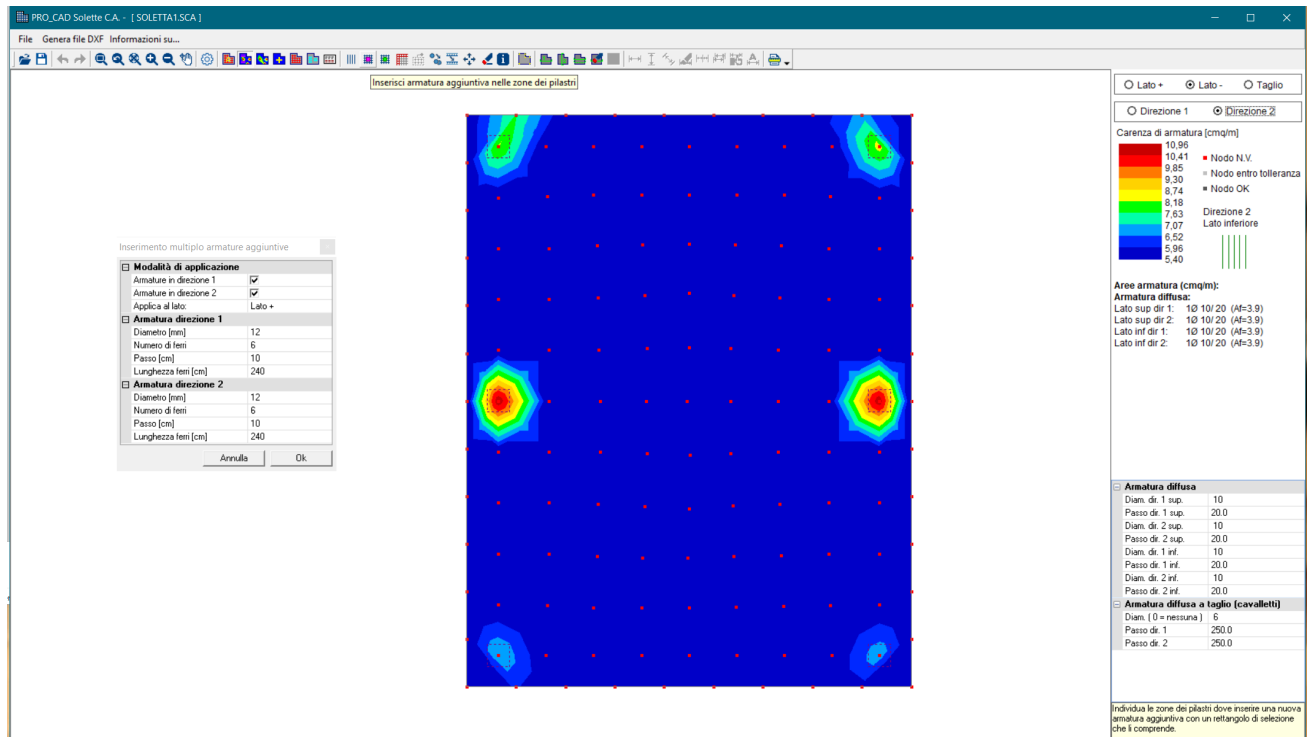 PRO_CAD Solette C.A. - [ SOLETTA1.SCA ]
File Genera file DXF Informazioni su...
Inserisci armatura aggiuntiva nelle zone dei pilastri
Lato + Lato - Taglio
Direzione 1 Direzione 2
Carenza di armatura [cmq/m]
10,96
10,41
9,85
9,30
8,74
8,18
7,63
7,07
6,52
5,96
5,40
Nodo N.V.
Nodo entro tolleranza
Nodo OK
Direzione 2
Lato inferiore
Aree armatura (cmq/m):
Armatura diffusa:
Lato sup dir 1: 1Ø 10/ 20 (Af=3.9)
Lato sup dir 2: 1Ø 10/ 20 (Af=3.9)
Lato inf dir 1: 1Ø 10/ 20 (Af=3.9)
Lato inf dir 2: 1Ø 10/ 20 (Af=3.9)
Inserimento multiplo armature aggiuntive
Modalità di applicazione
Armature in direzione 1
Armature in direzione 2
Applica al lato: Lato +
Armatura direzione 1
Diametro [mm] 12
Numero di ferri 6
Passo [cm] 10
Lunghezza ferri [cm] 240
Armatura direzione 2
Diametro [mm] 12
Numero di ferri 6
Passo [cm] 10
Lunghezza ferri [cm] 240
Annulla Ok
Armatura diffusa
Diam. dir. 1 sup. 10
Passo dir. 1 sup. 20.0
Diam. dir. 2 sup. 10
Passo dir. 2 sup. 20.0
Diam. dir. 1 inf. 10
Passo dir. 1 inf. 20.0
Diam. dir. 2 inf. 10
Passo dir. 2 inf. 20.0
Armatura diffusa a taglio (cavalletti)
Diam. ( 0 = nessuna ) 6
Passo dir. 1 250.0
Passo dir. 2 250.0
Individua le zone dei pilastri dove inserire una nuova
armatura aggiuntiva con un rettangolo di selezione
che li comprende.